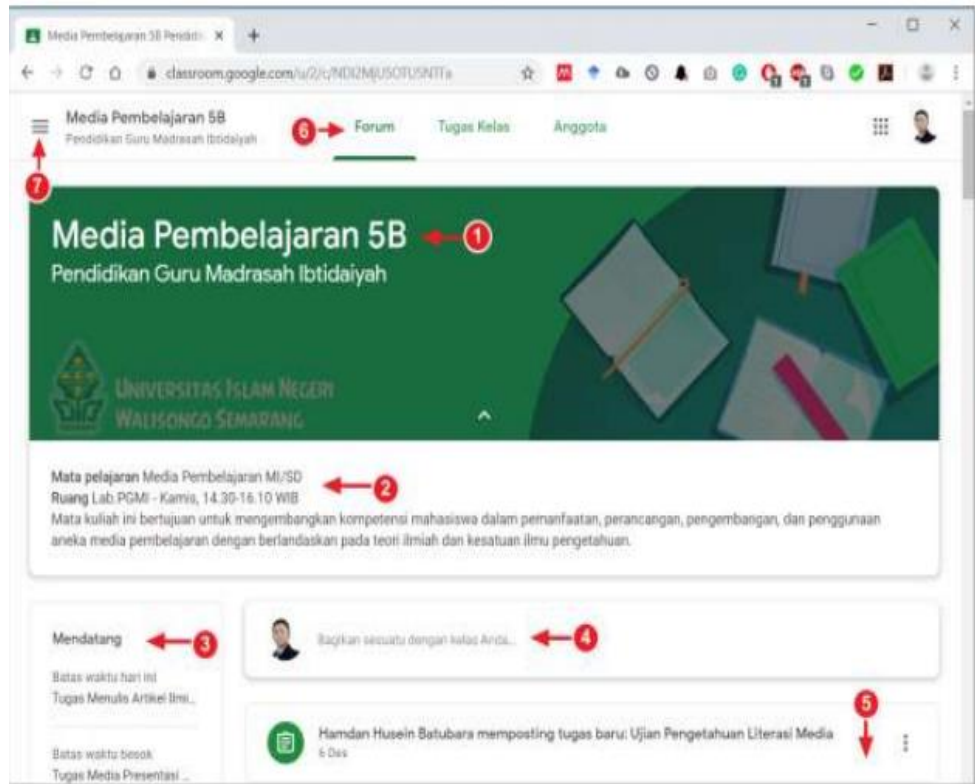 Media Pembelajaran 5B Pendidi
classroom.google.com/u/2/c/
Media Pembelajaran 5B
Pendidikan Guru Madrasah Ibtidaiyah
6
Forum
Tugas Kelas
Anggota
7
Media Pembelajaran 5B
1
Pendidikan Guru Madrasah Ibtidaiyah
UNIVERSITAS ISLAM NEGERI
WALISONGO SEMARANG
Mata pelajaran Media Pembelajaran MI/SD
2
Ruang Lab PGMI - Kamis, 14.30-16.10 WIB
Mata kuliah ini bertujuan untuk mengembangkan kompetensi mahasiswa dalam pemanfaatan, perancangan, pengembangan, dan penggunaan
aneka media pembelajaran dengan berlandaskan pada teori ilmiah dan kesatuan ilmu pengetahuan.
Mendatang
3
Batas waktu hari ini
Tugas Menulis Artikel Ilmi...
Batas waktu besok
Tugas Media Presentasi ...
Bagikan sesuatu dengan kelas Anda...
4
5
Hamdan Husein Batubara memposting tugas baru: Ujian Pengetahuan Literasi Media
6 Des